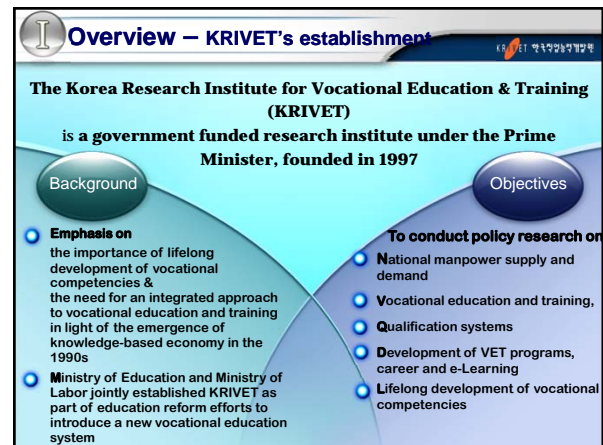 I Overview – KRIVET's establishment
KRIVET 한국직업능력개발원
The Korea Research Institute for Vocational Education & Training
(KRIVET)
is a government funded research institute under the Prime
Minister, founded in 1997
Background
Emphasis on
the importance of lifelong
development of vocational
competencies &
the need for an integrated approach
to vocational education and training
in light of the emergence of
knowledge-based economy in the
1990s
Ministry of Education and Ministry of
Labor jointly established KRIVET as
part of education reform efforts to
introduce a new vocational education
system
Objectives
To conduct policy research on
National manpower supply and
demand
Vocational education and training,
Qualification systems
Development of VET programs,
career and e-Learning
Lifelong development of vocational
competencies